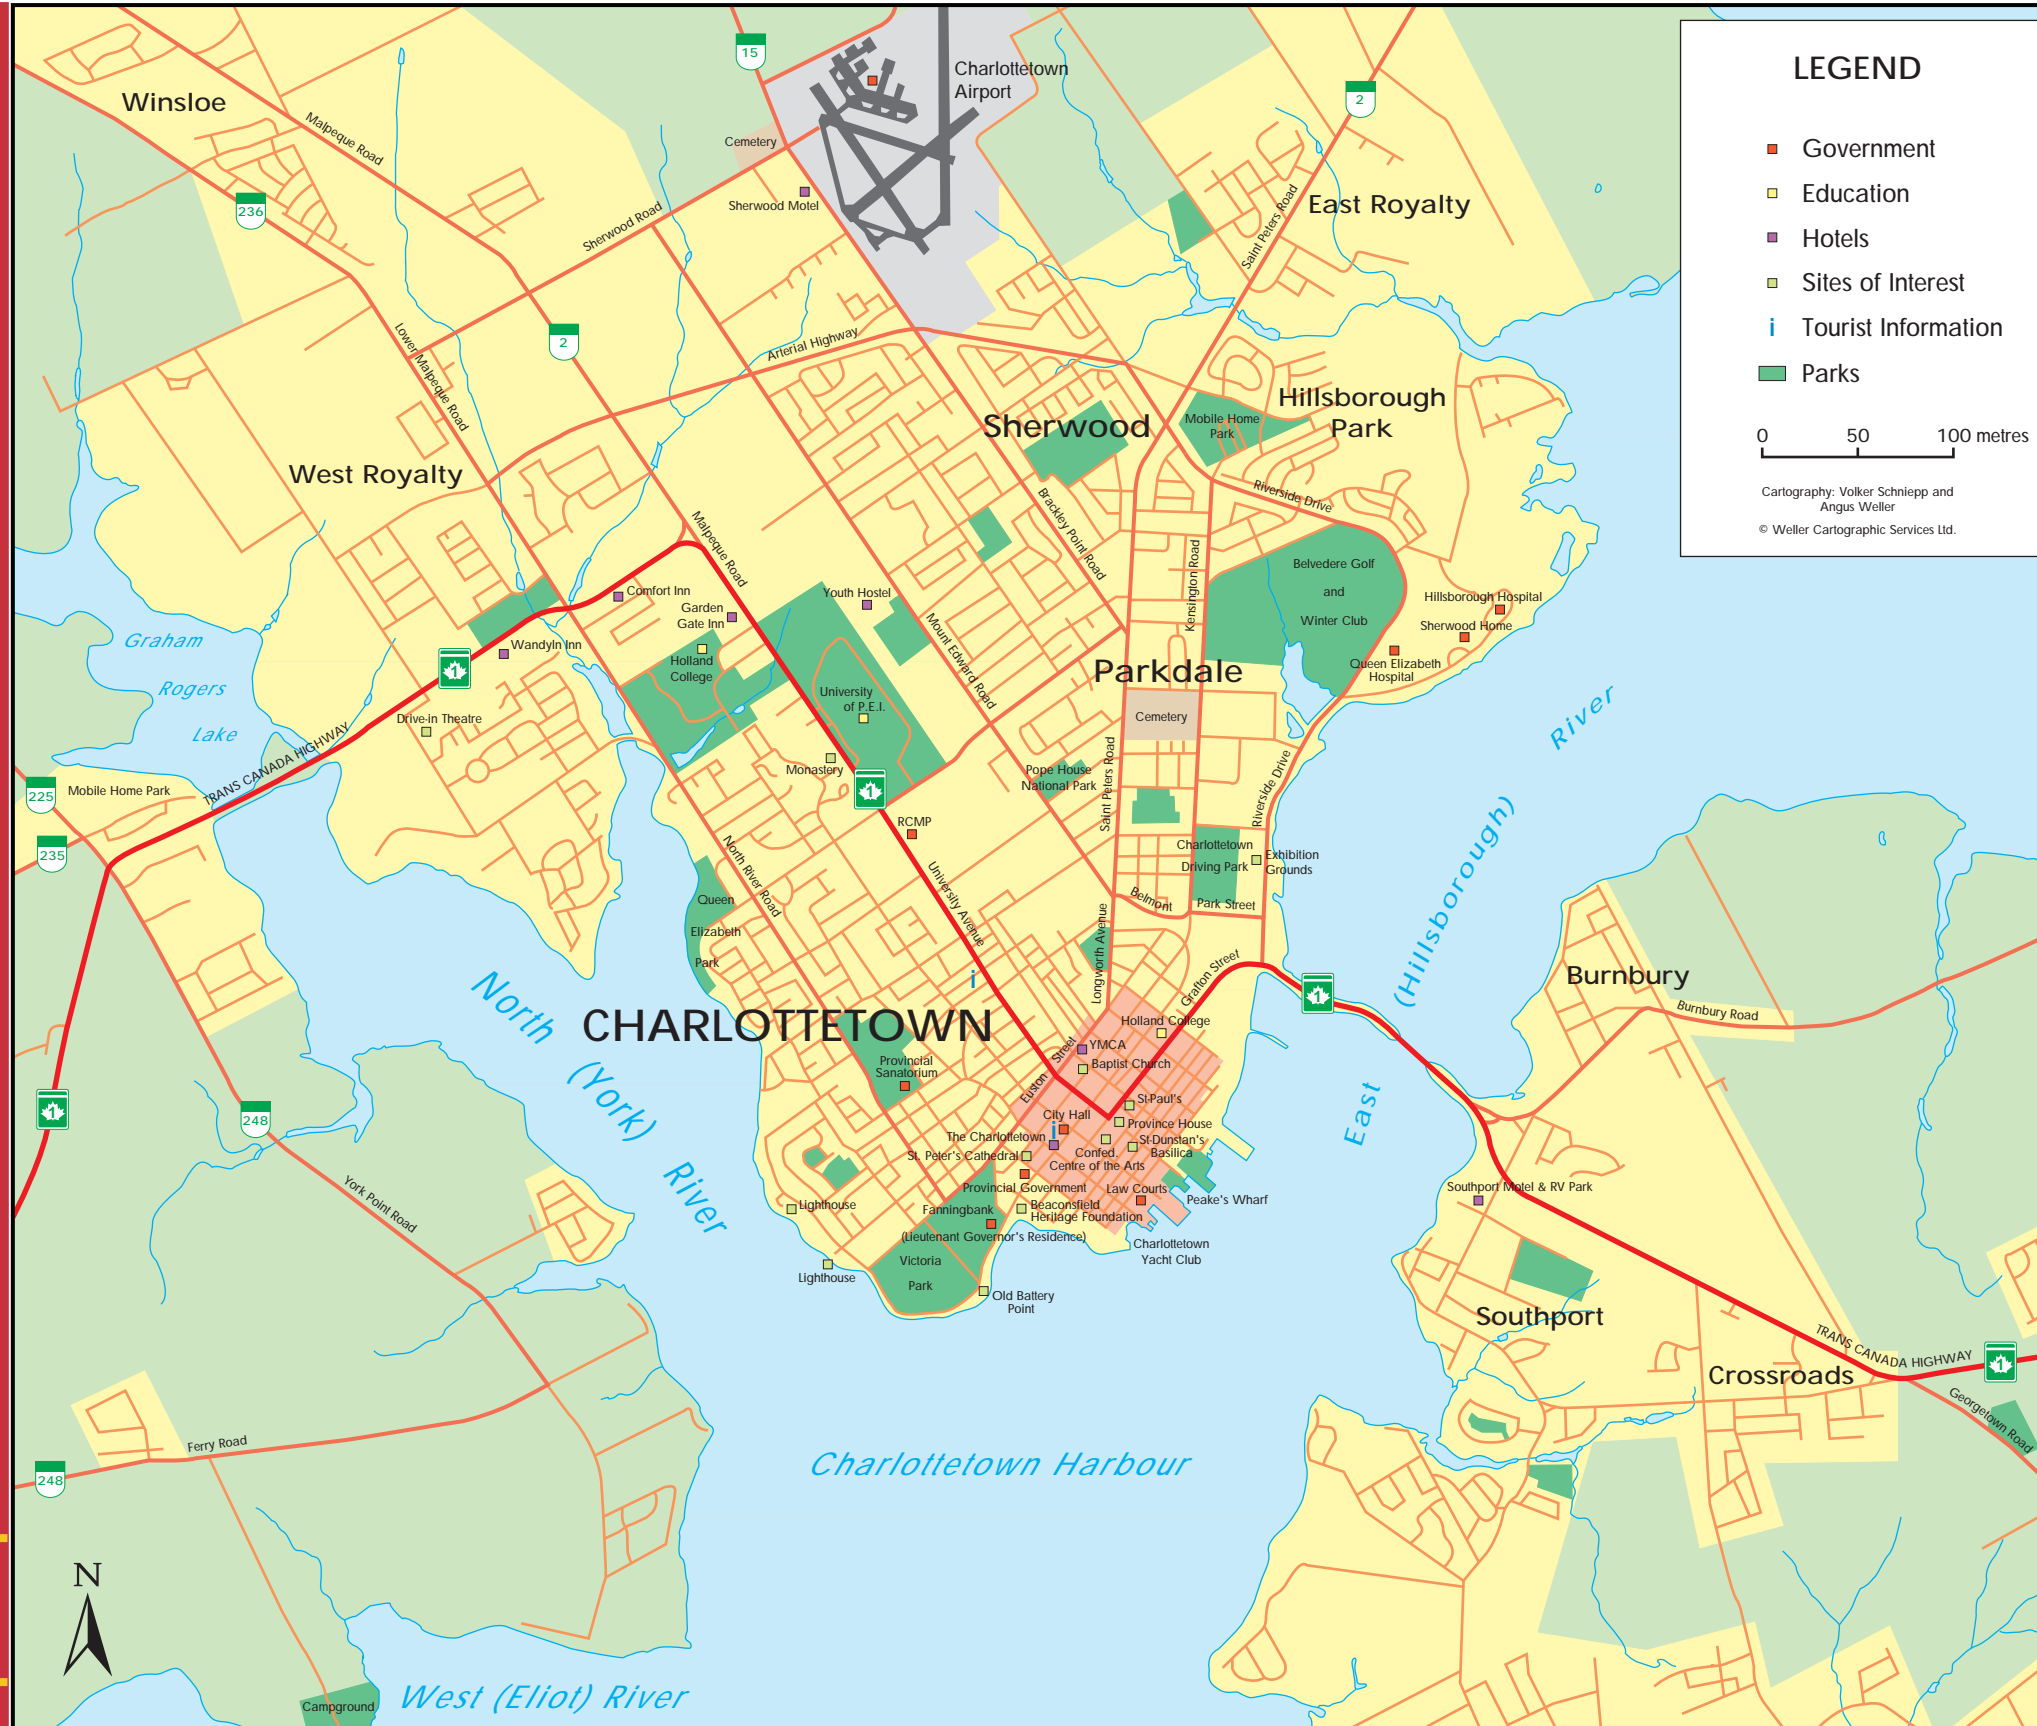 15
Charlottetown
Airport
2
LEGEND
Winsloe
Malpeque Road
Cemetery
Government
236
Sherwood Motel
Sherwood Road
Saint Peters Road
East Royalty
Education
Hotels
Sites of Interest
i Tourist Information
Parks
2
Lower Malpeque Road
Arterial Highway
0 50 100 metres
Cartography: Volker Schniepp and
Angus Weller
© Weller Cartographic Services Ltd.
Sherwood
Mobile Home
Park
Hillsborough
Park
West Royalty
Malpeque Road
Brackley Point Road
Riverside Drive
Kensington Road
Belvedere Golf
and
Winter Club
Comfort Inn
Garden
Gate Inn
Youth Hostel
Hillsborough Hospital
Sherwood Home
Queen Elizabeth
Hospital
Graham
Rogers
Lake
Wandlyn Inn
1
Holland
College
Mount Edward Road
Parkdale
University
of P.E.I.
Cemetery
River
Drive-in Theatre
TRANS CANADA HIGHWAY
Monastery
1
Pope House
National Park
Saint Peters Road
Riverside Drive
225
Mobile Home Park
235
RCMP
North River Road
University Avenue
Charlottetown
Driving Park
Exhibition
Grounds
(Hillsborough)
Queen
Elizabeth
Park
Belmont
Park Street
Longworth Avenue
Grafton Street
i
1
Burnbury
Burnbury Road
North
(York)
River
CHARLOTTETOWN
Holland College
YMCA
Baptist Church
Euston Street
Provincial
Sanatorium
1
248
St-Paul's
City Hall
i
Province House
The Charlottetown
Confed.
Centre of the Arts
St-Dunstan's
Basilica
St. Peter's Cathedral
East
Provincial Government
Law Courts
Peake's Wharf
York Point Road
Southport Motel & RV Park
Lighthouse
Fanningbank
(Lieutenant Governor's Residence)
Beaconsfield
Heritage Foundation
Charlottetown
Yacht Club
Victoria
Park
Lighthouse
Old Battery
Point
Southport
TRANS CANADA HIGHWAY
1
Crossroads
Georgetown Road
Ferry Road
248
Charlottetown Harbour
N
Campground
West (Eliot) River